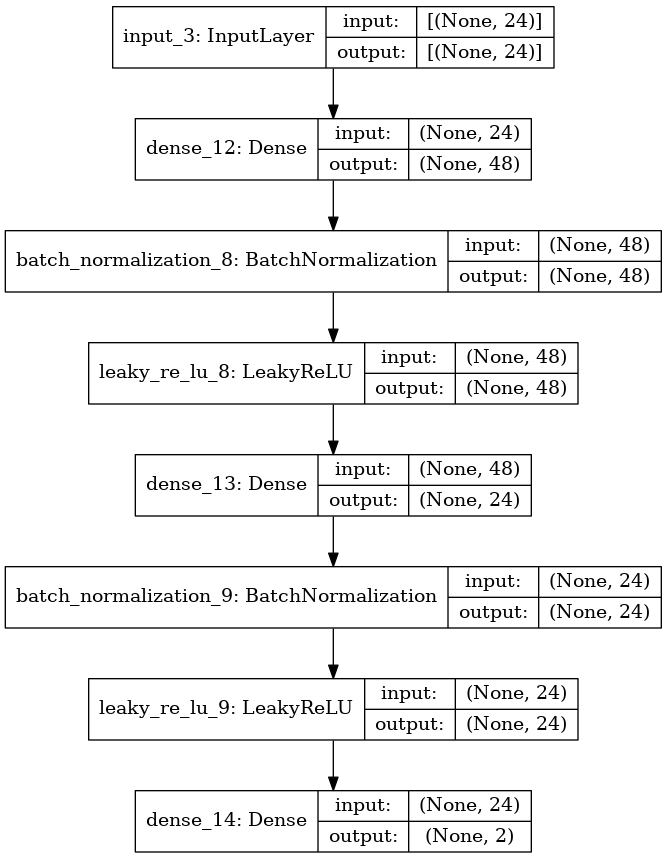 input_3: InputLayer
input:
[(None, 24)]
output:
[(None, 24)]
dense_12: Dense
input:
(None, 24)
output:
(None, 48)
batch_normalization_8: BatchNormalization
input:
(None, 48)
output:
(None, 48)
leaky_re_lu_8: LeakyReLU
input:
(None, 48)
output:
(None, 48)
dense_13: Dense
input:
(None, 48)
output:
(None, 24)
batch_normalization_9: BatchNormalization
input:
(None, 24)
output:
(None, 24)
leaky_re_lu_9: LeakyReLU
input:
(None, 24)
output:
(None, 24)
dense_14: Dense
input:
(None, 24)
output:
(None, 2)